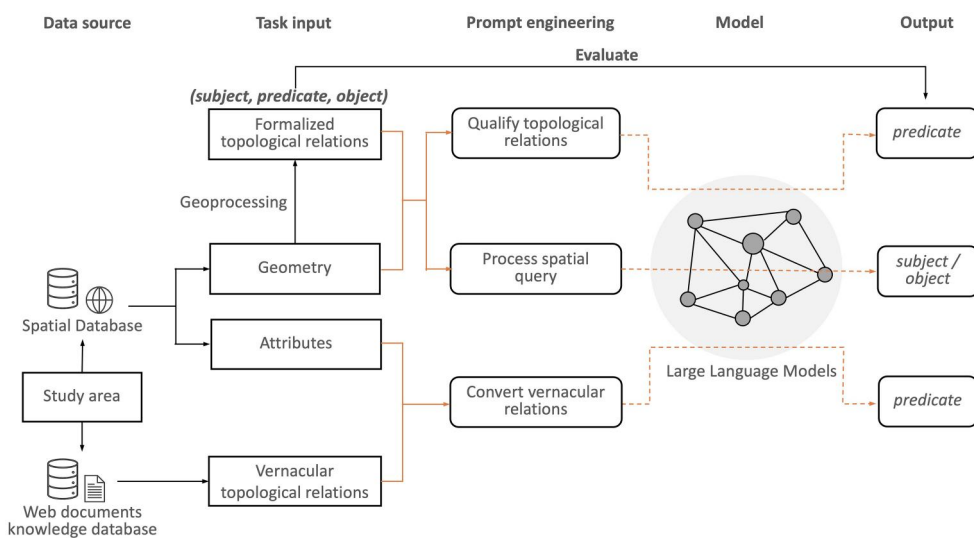 Data source
Task input
Prompt engineering
Model
Output
Evaluate
(subject, predicate, object)
Formalized
topological relations
Qualify topological
relations
predicate
Geoprocessing
Geometry
Process spatial
query
subject /
object
Spatial Database
Attributes
Large Language Models
Study area
Convert vernacular
relations
predicate
Vernacular
topological relations
Web documents
knowledge database